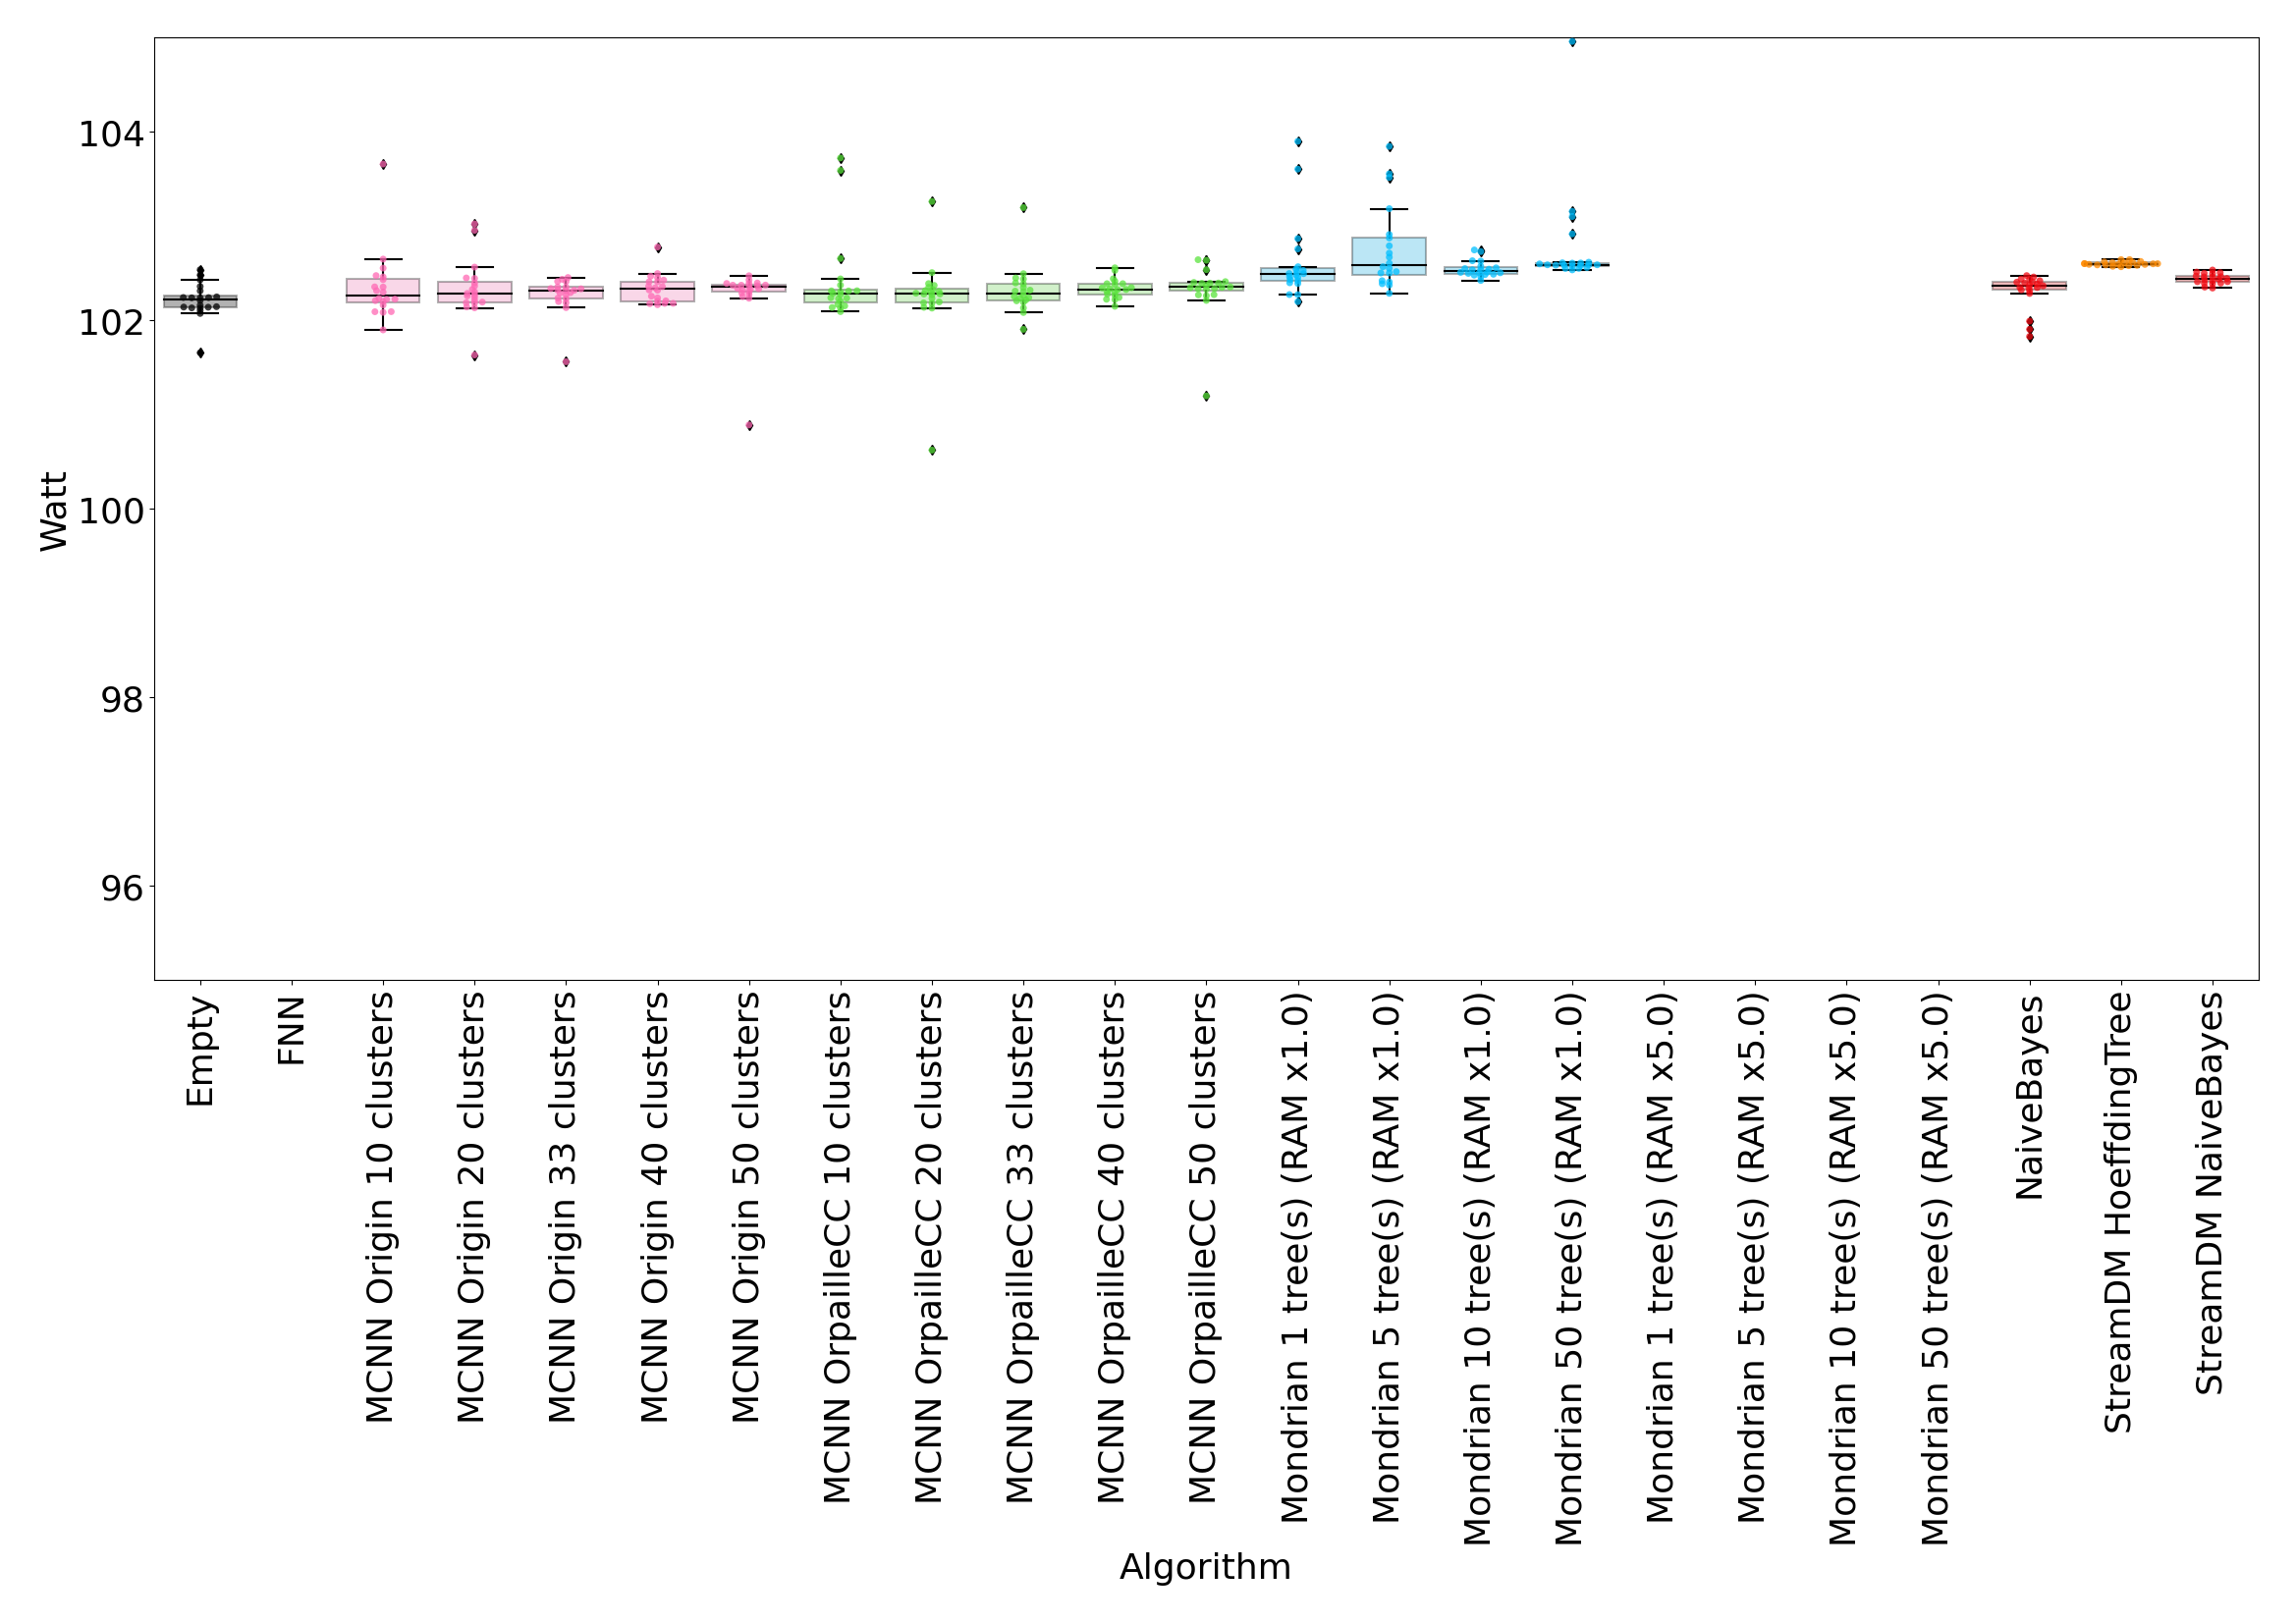 104
102
100
98
96
Watt
Empty
FNN
MCNN Origin 10 clusters
MCNN Origin 20 clusters
MCNN Origin 33 clusters
MCNN Origin 40 clusters
MCNN Origin 50 clusters
MCNN OrpailleCC 10 clusters
MCNN OrpailleCC 20 clusters
MCNN OrpailleCC 33 clusters
MCNN OrpailleCC 40 clusters
MCNN OrpailleCC 50 clusters
Mondrian 1 tree(s) (RAM x1.0)
Mondrian 5 tree(s) (RAM x1.0)
Mondrian 10 tree(s) (RAM x1.0)
Mondrian 50 tree(s) (RAM x1.0)
Mondrian 1 tree(s) (RAM x5.0)
Mondrian 5 tree(s) (RAM x5.0)
Mondrian 10 tree(s) (RAM x5.0)
Mondrian 50 tree(s) (RAM x5.0)
NaiveBayes
StreamDM HoeffdingTree
StreamDM NaiveBayes
Algorithm